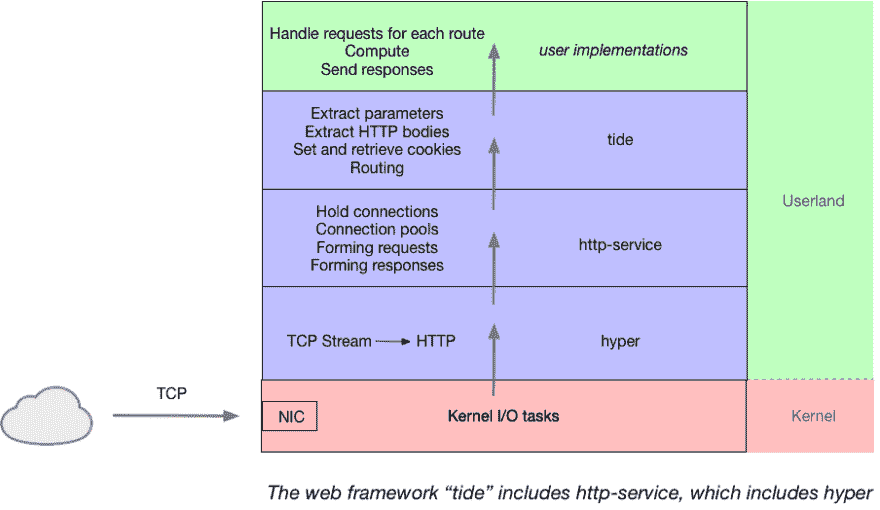 Handle requests for each route
Compute
Send responses
user implementations
Extract parameters
Extract HTTP bodies
Set and retrieve cookies
Routing
tide
Hold connections
Connection pools
Forming requests
Forming responses
http-service
Userland
TCP Stream → HTTP
hyper
TCP
NIC
Kernel I/O tasks
Kernel
The web framework “tide” includes http-service, which includes hyper